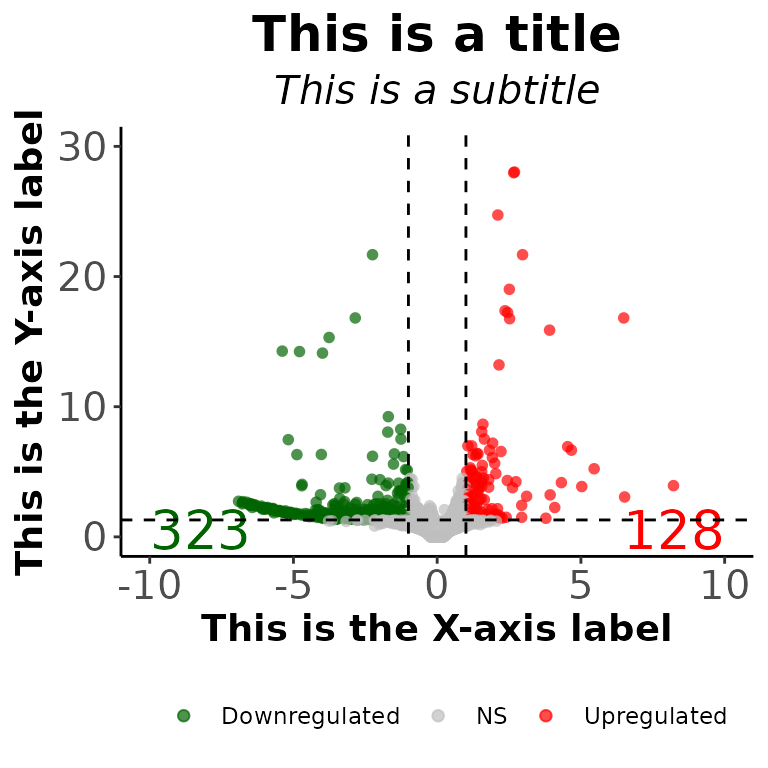 This is a title
This is a subtitle
This is the Y-axis label
30
20
10
0
323
128
-10
-5
0
5
10
This is the X-axis label
Downregulated
NS
Upregulated